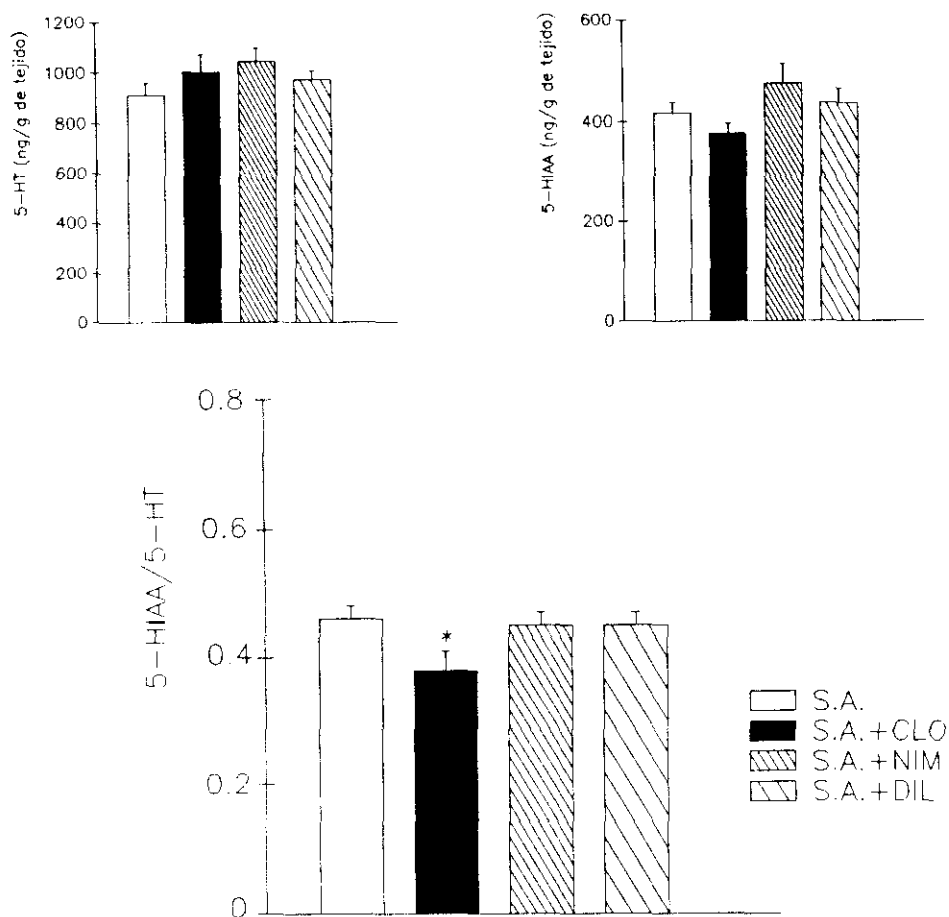 5-HT (ng/g de tejido)
1200
1000
800
600
400
200
0
5-HIAA (ng/g de tejido)
600
400
200
0
5-HIAA/5-HT
0.8
0.6
0.4
0.2
0
*
S.A.
S.A.+CLO
S.A.+NIM
S.A.+DIL